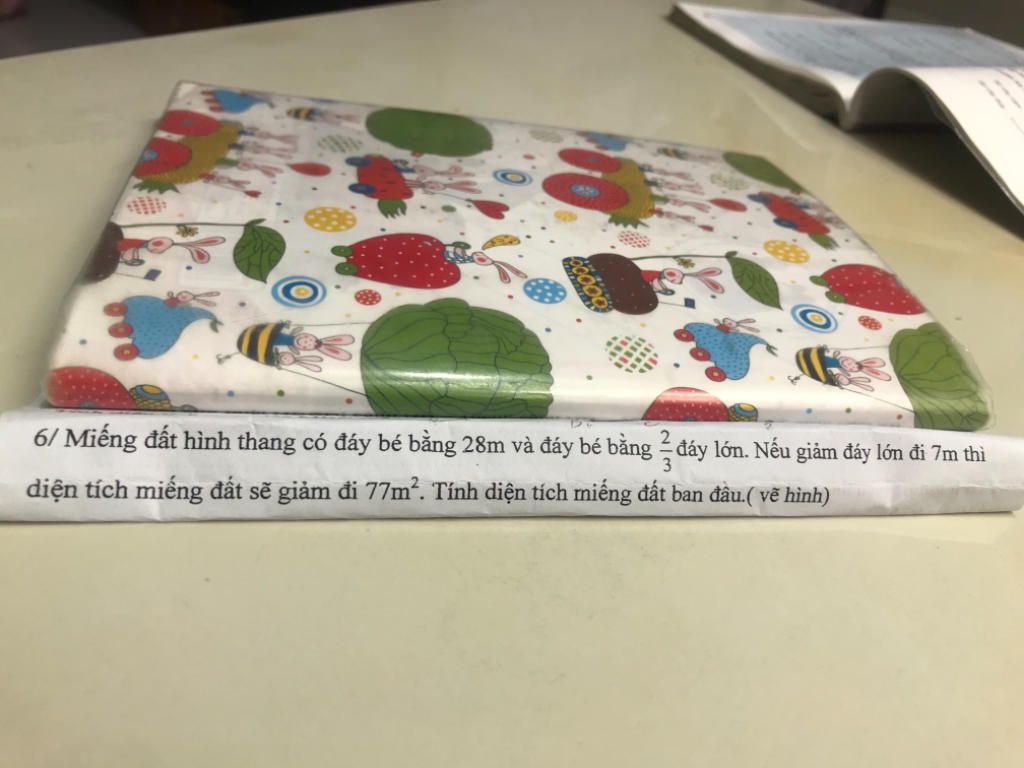 6/ Miếng đất hình thang có đáy bé bằng 28m và đáy bé bằng 2/3 đáy lớn. Nếu giảm đáy lớn đi 7m thì
diện tích miếng đất sẽ giảm đi 77m². Tính diện tích miếng đất ban đầu.( vẽ hình)